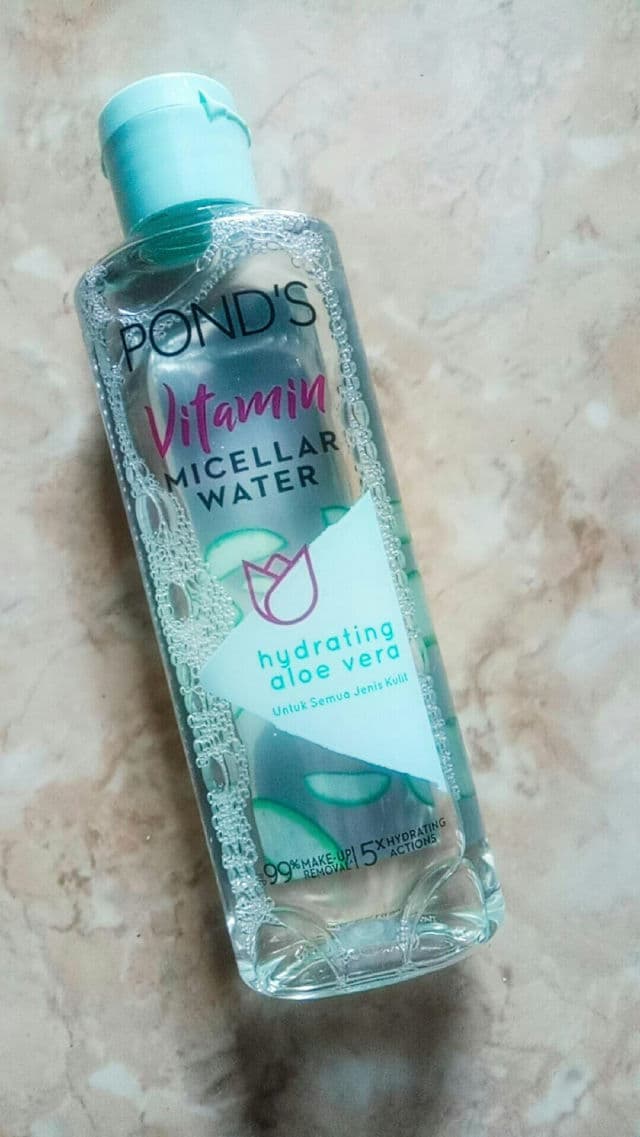 POND'S
Vitamin
MICELLAR
WATER
hydrating
aloe vera
Untuk Semua Jenis Kulit
99% MAKE-UP
REMOVAL
5X HYDRATING
ACTIONS